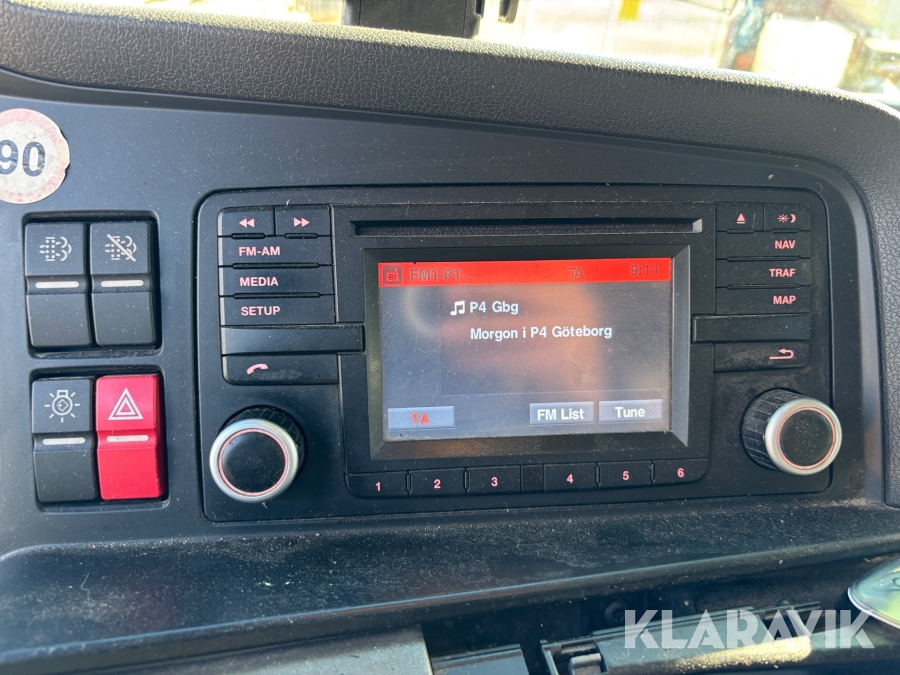 90
FM-AM
MEDIA
SETUP
FM1-P1 TA 9:11
P4 Gbg
Morgon i P4 Göteborg
TA FM List Tune
NAV
TRAF
MAP
1 2 3 4 5 6
KLARAVIK